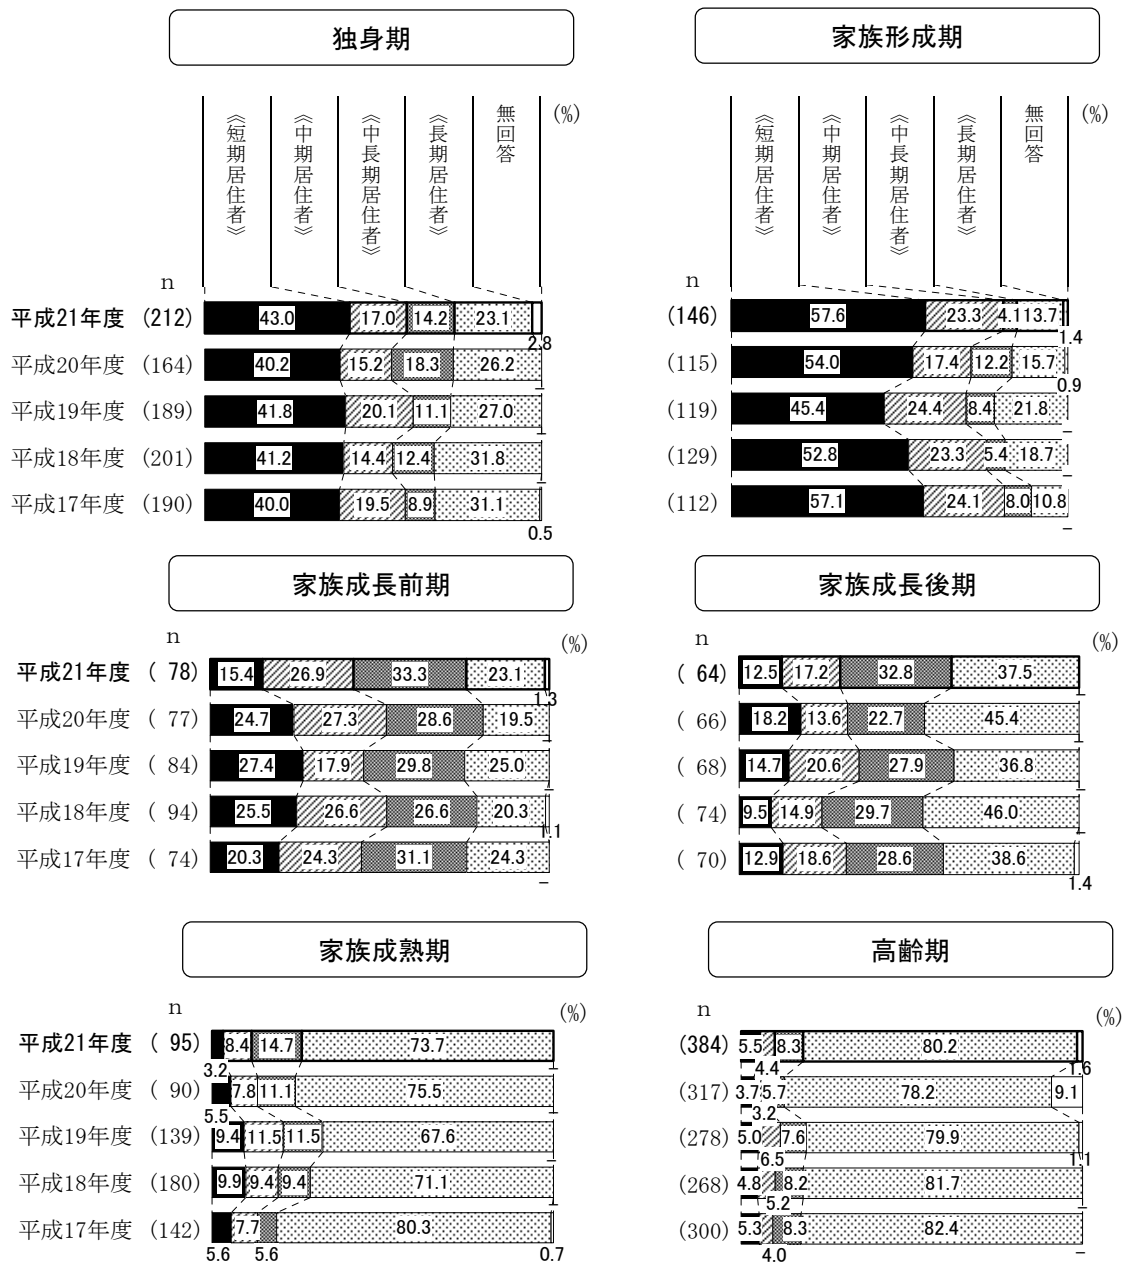 独身期
(%)
《短期居住者》
《中期居住者》
《中長期居住者》
《長期居住者》
無回答
n
平成21年度 (212) 43.0 17.0 14.2 23.1 2.8
平成20年度 (164) 40.2 15.2 18.3 26.2 -
平成19年度 (189) 41.8 20.1 11.1 27.0 -
平成18年度 (201) 41.2 14.4 12.4 31.8 -
平成17年度 (190) 40.0 19.5 8.9 31.1 0.5
家族形成期
(%)
《短期居住者》
《中期居住者》
《中長期居住者》
《長期居住者》
無回答
n
(146) 57.6 23.3 4.1 13.7 1.4
(115) 54.0 17.4 12.2 15.7 0.9
(119) 45.4 24.4 8.4 21.8 -
(129) 52.8 23.3 5.4 18.7 -
(112) 57.1 24.1 8.0 10.8 -
家族成長前期
n
(%)
平成21年度 ( 78) 15.4 26.9 33.3 23.1 1.3
平成20年度 ( 77) 24.7 27.3 28.6 19.5 -
平成19年度 ( 84) 27.4 17.9 29.8 25.0 -
平成18年度 ( 94) 25.5 26.6 26.6 20.3 1.1
平成17年度 ( 74) 20.3 24.3 31.1 24.3 -
家族成長後期
n
(%)
( 64) 12.5 17.2 32.8 37.5 -
( 66) 18.2 13.6 22.7 45.4 -
( 68) 14.7 20.6 27.9 36.8 -
( 74) 9.5 14.9 29.7 46.0 -
( 70) 12.9 18.6 28.6 38.6 1.4
家族成熟期
n
(%)
平成21年度 ( 95) 3.2 8.4 14.7 73.7 -
平成20年度 ( 90) 5.5 7.8 11.1 75.5 -
平成19年度 (139) 9.4 11.5 11.5 67.6 -
平成18年度 (180) 9.9 9.4 9.4 71.1 -
平成17年度 (142) 5.6 7.7 5.6 80.3 0.7
高齢期
n
(%)
(384) 5.5 4.4 8.3 80.2 1.6
(317) 3.7 3.2 5.7 78.2 9.1
(278) 5.0 6.5 7.6 79.9 1.1
(268) 4.8 5.2 8.2 81.7 -
(300) 5.3 4.0 8.3 82.4 -